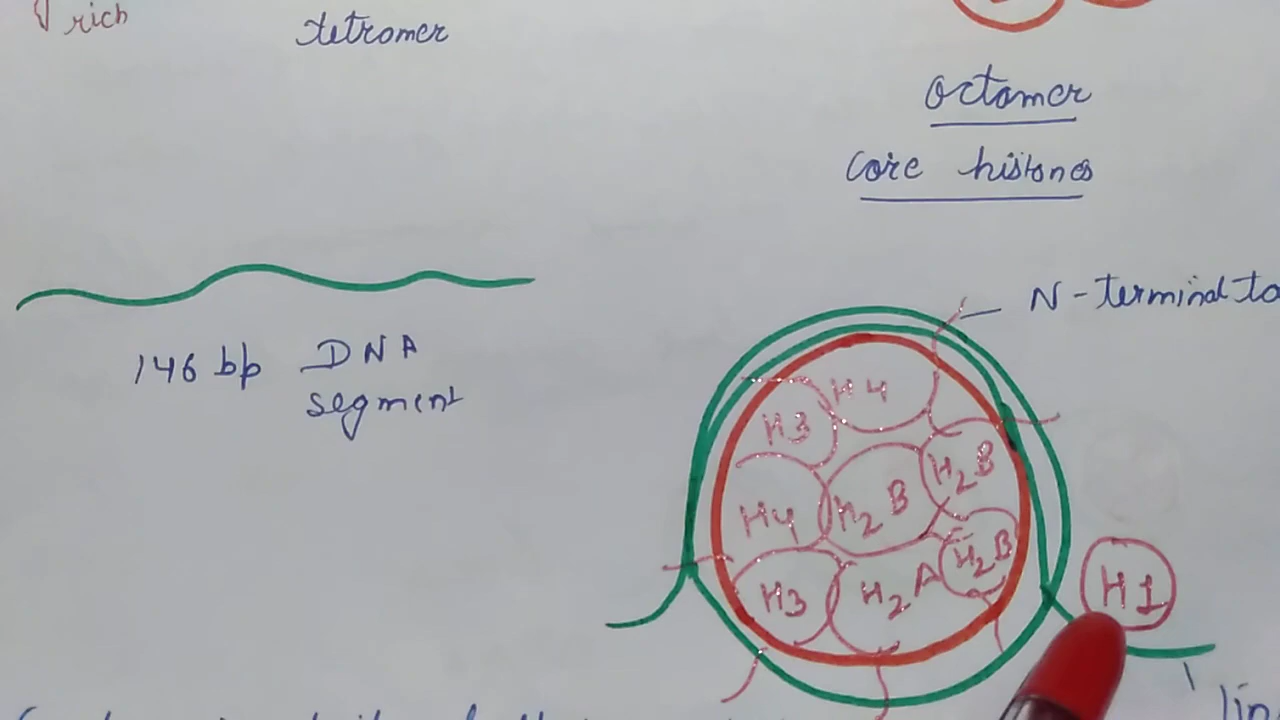 rich
tetromer
octamer
core histones
146 bp DNA
segment
N-terminal ta
H3
H4
H2B
H4
H2B
H2B
H3
H2A
H1
lin